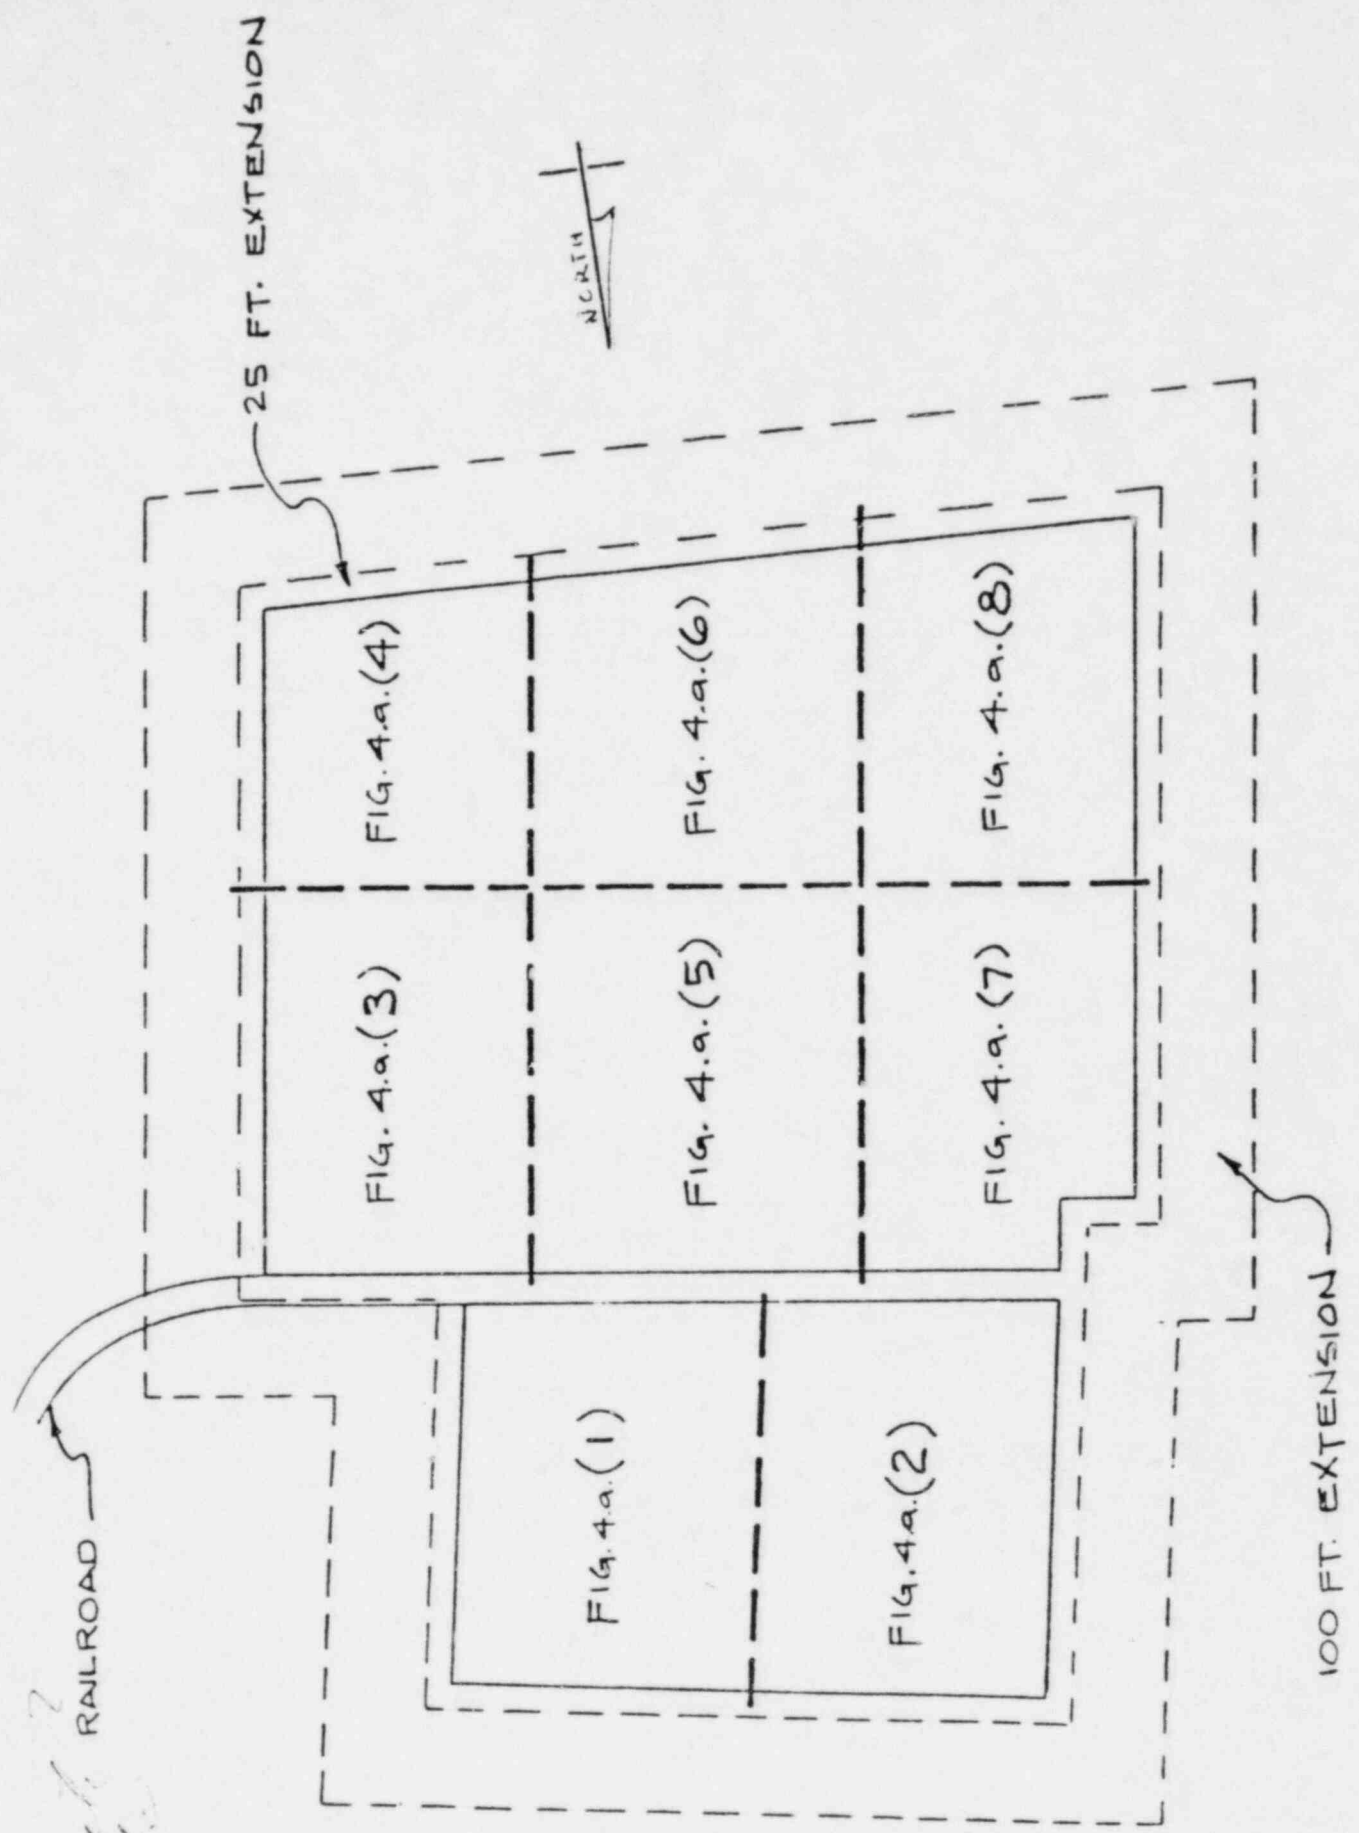 RAILROAD
25 FT. EXTENSION
NORTH
FIG. 4.a.(3)
FIG. 4.a.(4)
FIG. 4.a.(1)
FIG. 4.a.(5)
FIG. 4.a.(6)
FIG. 4.a.(2)
FIG. 4.a.(7)
FIG. 4.a.(8)
100 FT. EXTENSION